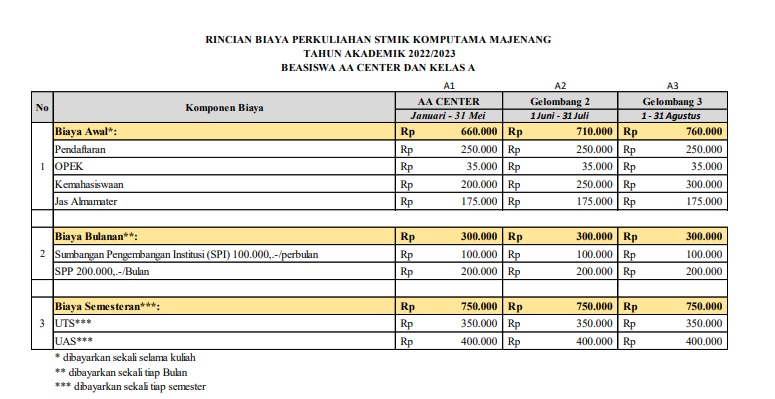 RINCIAN BIAYA PERKULIAHAN STMIK KOMPUTAMA MAJENANG
TAHUN AKADEMIK 2022/2023
BEASISWA AA CENTER DAN KELAS A
A1 A2 A3
No Komponen Biaya AA CENTER Gelombang 2 Gelombang 3
Januari - 31 Mei 1 Juni - 31 Juli 1 - 31 Agustus
Biaya Awal*: Rp 660.000 Rp 710.000 Rp 760.000
Pendaftaran Rp 250.000 Rp 250.000 Rp 250.000
1 OPEK Rp 35.000 Rp 35.000 Rp 35.000
Kemahasiswaan Rp 200.000 Rp 250.000 Rp 300.000
Jas Almamater Rp 175.000 Rp 175.000 Rp 175.000
Biaya Bulanan**: Rp 300.000 Rp 300.000 Rp 300.000
2 Sumbangan Pengembangan Institusi (SPI) 100.000,.-/perbulan Rp 100.000 Rp 100.000 Rp 100.000
SPP 200.000,.-/Bulan Rp 200.000 Rp 200.000 Rp 200.000
Biaya Semesteran***: Rp 750.000 Rp 750.000 Rp 750.000
3 UTS*** Rp 350.000 Rp 350.000 Rp 350.000
UAS*** Rp 400.000 Rp 400.000 Rp 400.000
* dibayarkan sekali selama kuliah
** dibayarkan sekali tiap Bulan
*** dibayarkan sekali tiap semester